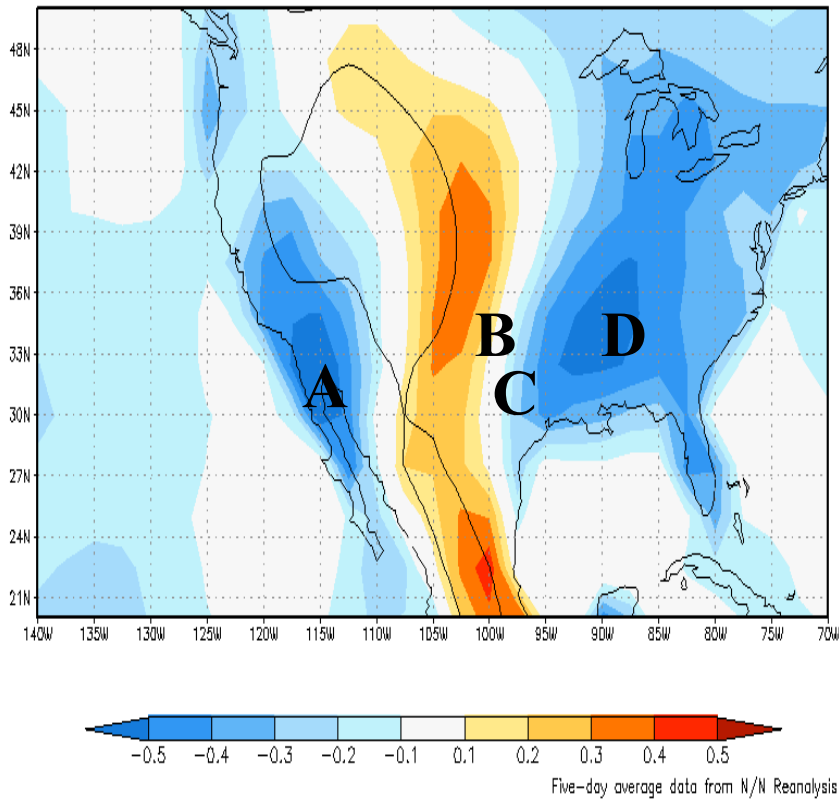 48N
45N
42N
39N
36N
33N
30N
27N
24N
21N
B
D
A
C
140W 135W 130W 125W 120W 115W 110W 105W 100W 95W 90W 85W 80W 75W 70W
-0.5 -0.4 -0.3 -0.2 -0.1 0.1 0.2 0.3 0.4 0.5
Five-day average data from N/N Reanalysis